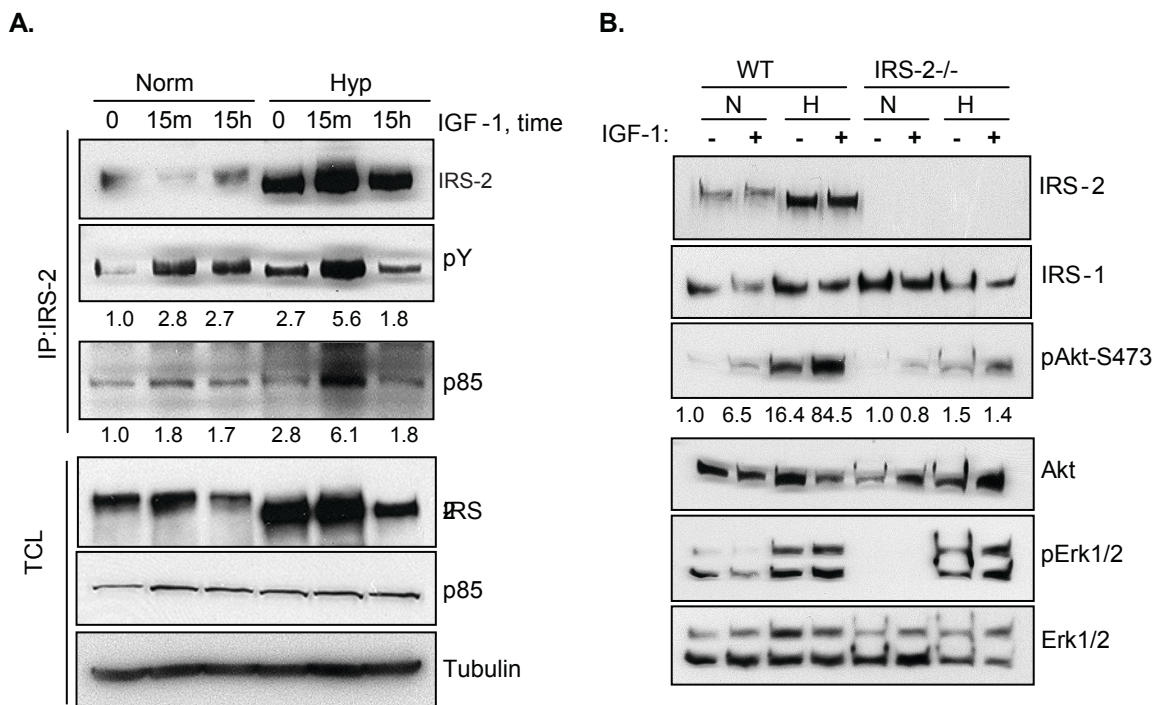 A.
Norm Hyp
0 15m 15h 0 15m 15h IGF-1, time
IRS-2
pY
1.0 2.8 2.7 2.7 5.6 1.8
p85
1.0 1.8 1.7 2.8 6.1 1.8
IP:IRS-2
IRS
p85
Tubulin
TCL
B.
WT IRS-2-/-
N H N H
IGF-1: - + - + - + - +
IRS-2
IRS-1
pAkt-S473
1.0 6.5 16.4 84.5 1.0 0.8 1.5 1.4
Akt
pErk1/2
Erk1/2